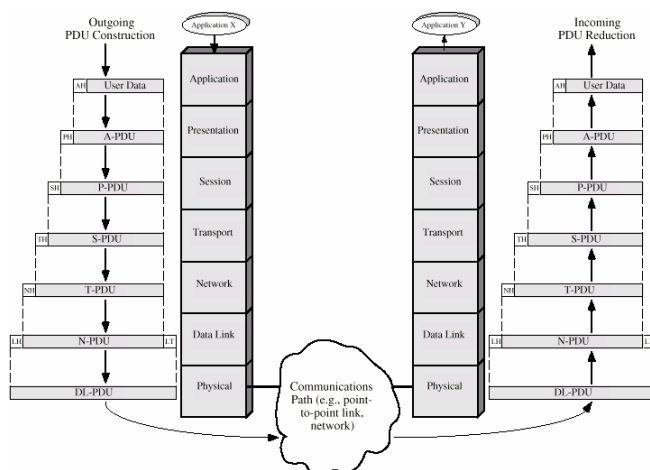 Outgoing
PDU Construction
Application X
Application Y
Incoming
PDU Reduction
AH
User Data
Application
Application
AH
User Data
PH
A-PDU
Presentation
Presentation
PH
A-PDU
SH
P-PDU
Session
Session
SH
P-PDU
TH
S-PDU
Transport
Transport
TH
S-PDU
NH
T-PDU
Network
Network
NH
T-PDU
LH
N-PDU
LT
Data Link
Data Link
LH
N-PDU
DL-PDU
Physical
Communications
Path (e.g., point-
to-point link,
network)
Physical
DL-PDU